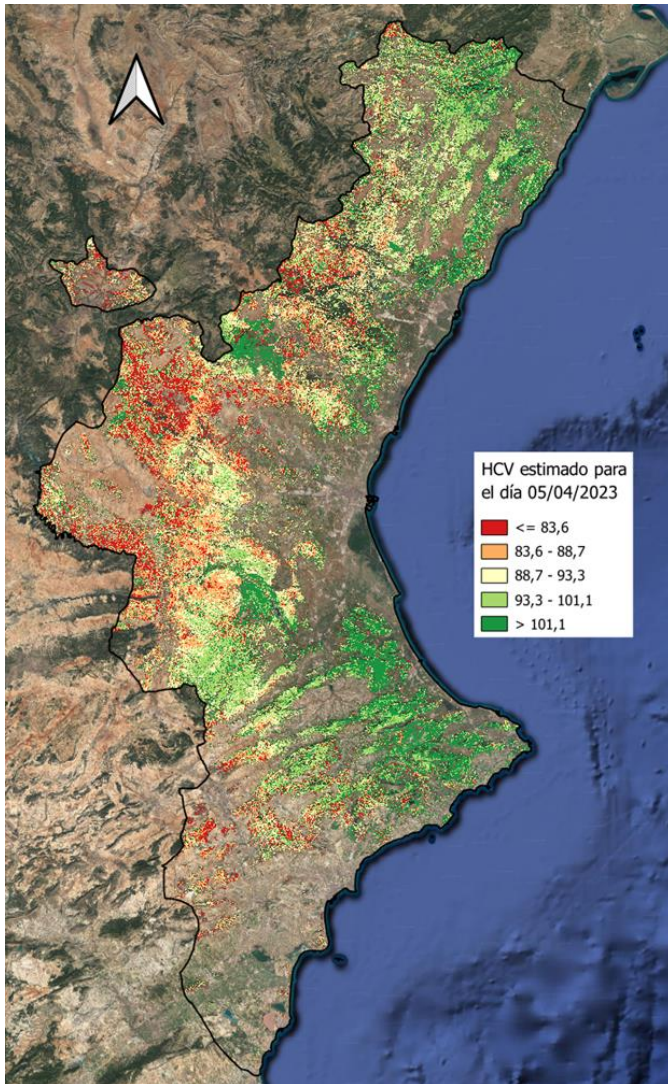 HCV estimado para
el día 05/04/2023
<= 83,6
83,6 - 88,7
88,7 - 93,3
93,3 - 101,1
> 101,1